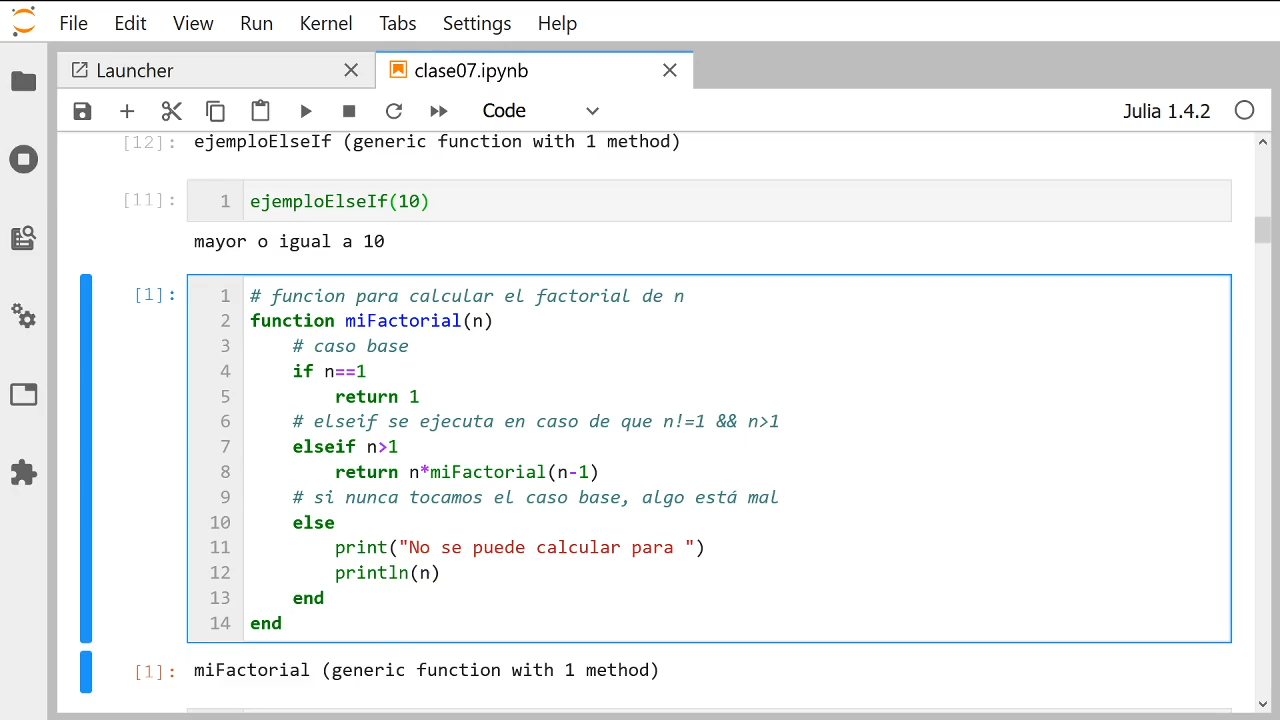 File Edit View Run Kernel Tabs Settings Help
Launcher clase07.ipynb
Code Julia 1.4.2
[12]: ejemploElseIf (generic function with 1 method)
[11]: 1 ejemploElseIf(10)
mayor o igual a 10
[1]: 1 # funcion para calcular el factorial de n
2 function miFactorial(n)
3 # caso base
4 if n==1
5 return 1
6 # elseif se ejecuta en caso de que n!=1 && n>1
7 elseif n>1
8 return n*miFactorial(n-1)
9 # si nunca tocamos el caso base, algo está mal
10 else
11 print("No se puede calcular para ")
12 println(n)
13 end
14 end
[1]: miFactorial (generic function with 1 method)